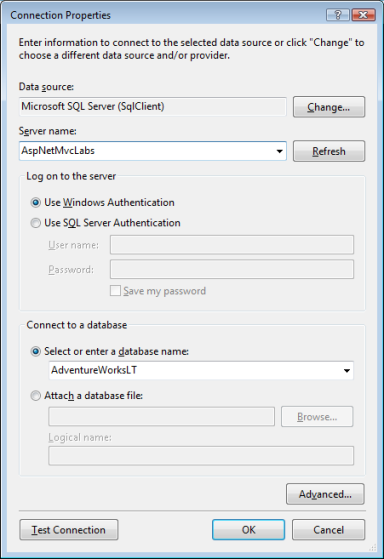 Connection Properties
Enter information to connect to the selected data source or click "Change" to
choose a different data source and/or provider.
Data source:
Microsoft SQL Server (SqlClient)
Change...
Server name:
AspNetMvcLabs
Refresh
Log on to the server
Use Windows Authentication
Use SQL Server Authentication
User name:
Password:
Save my password
Connect to a database
Select or enter a database name:
AdventureWorksLT
Attach a database file:
Browse...
Logical name:
Advanced...
Test Connection
OK
Cancel